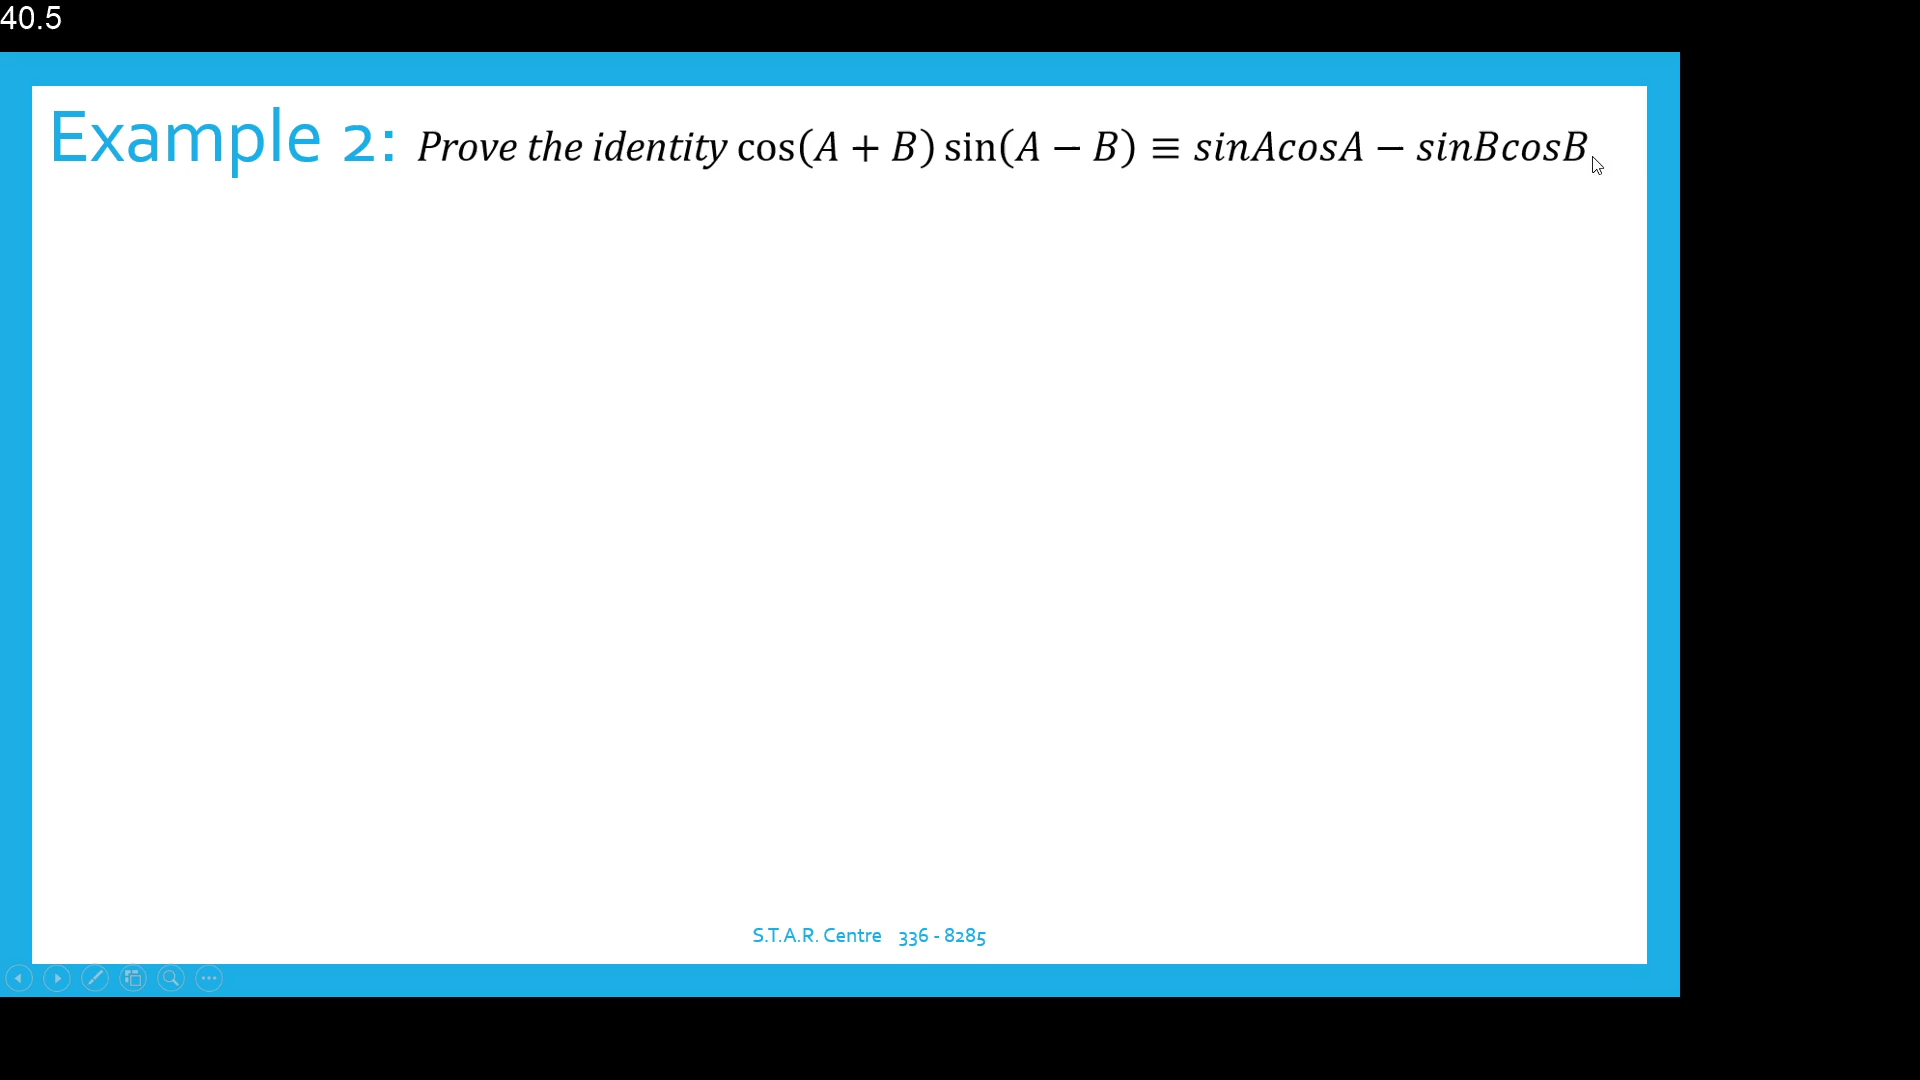 40.5
Example 2: Prove the identity cos(A + B) sin(A − B) ≡ sinAcosA − sinBcosB
S.T.A.R. Centre 336 - 8285